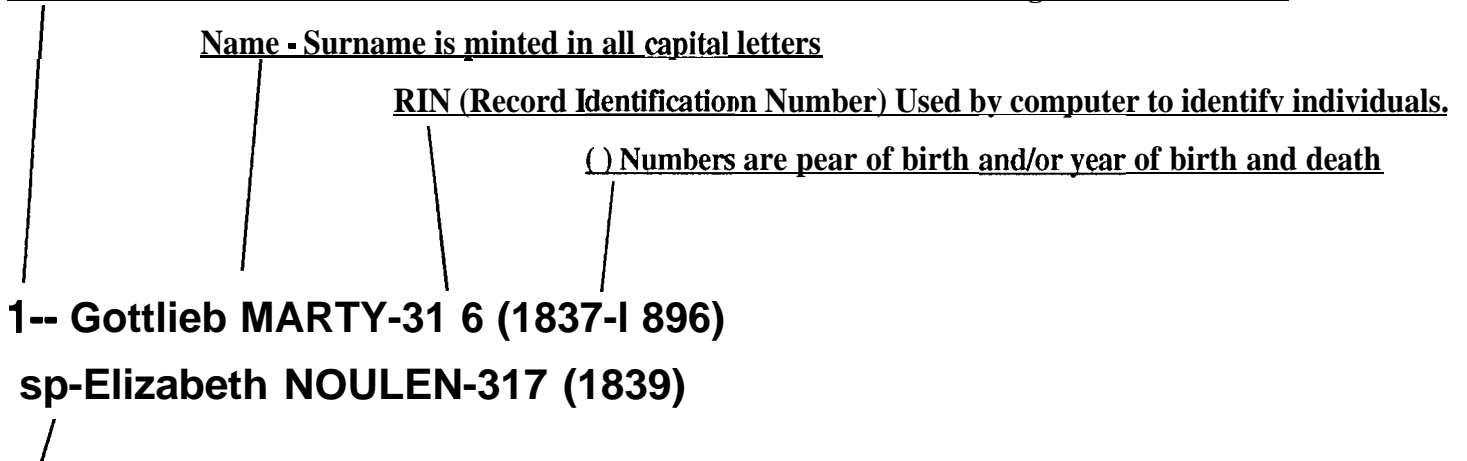 Name - Surname is minted in all capital letters
RIN (Record Identificationn Number) Used by computer to identifv individuals.
( ) Numbers are pear of birth and/or year of birth and death
1-- Gottlieb MARTY-31 6 (1837-l 896)
sp-Elizabeth NOULEN-317 (1839)